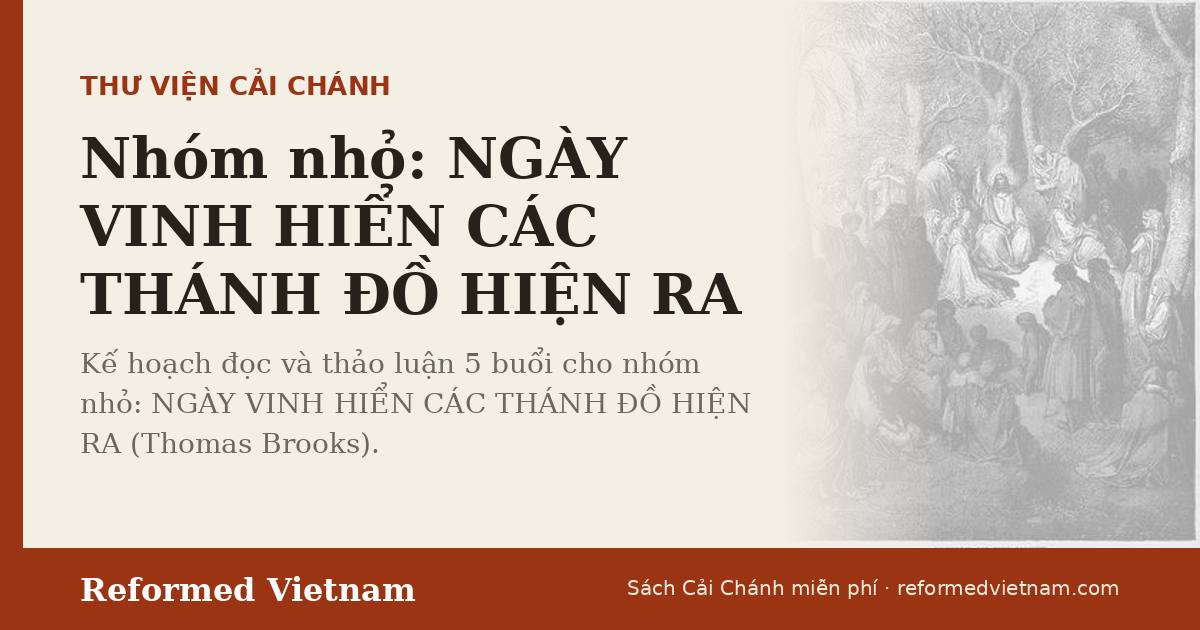 THƯ VIỆN CẢI CHÁNH
Nhóm nhỏ: NGÀY
VINH HIỂN CÁC
THÁNH ĐỒ HIỆN RA
Kế hoạch đọc và thảo luận 5 buổi cho nhóm
nhỏ: NGÀY VINH HIỂN CÁC THÁNH ĐỒ HIỆN
RA (Thomas Brooks).
Reformed Vietnam
Sách Cải Chánh miễn phí · reformedvietnam.com